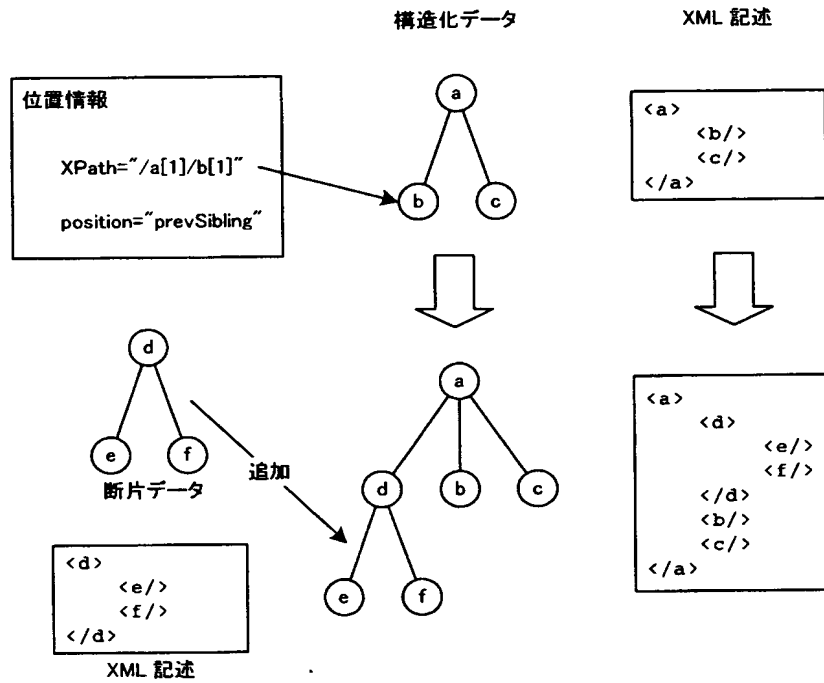 構造化データ
XML 記述
位置情報
XPath="/a[1]/b[1]"
position="prevSibling"
a
b
c
<a>
<b/>
<c/>
</a>
d
e
f
断片データ
追加
<d>
<e/>
<f/>
</d>
XML 記述
a
d
b
c
e
f
<a>
<d>
<e/>
<f/>
</d>
<b/>
<c/>
</a>